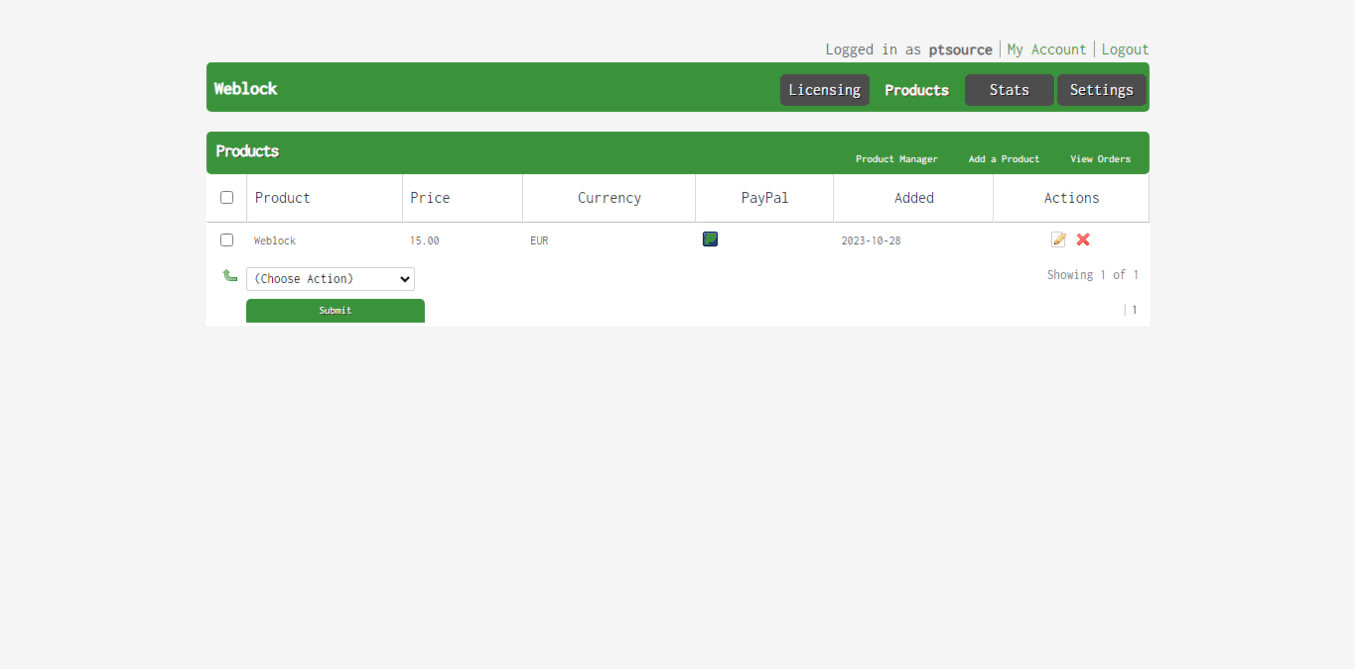 Logged in as ptsource | My Account | Logout
Weblock Licensing Products Stats Settings
Products Product Manager Add a Product View Orders
Product Price Currency PayPal Added Actions
Weblock 15.00 EUR 2023-10-28
(Choose Action) Showing 1 of 1
Submit | 1